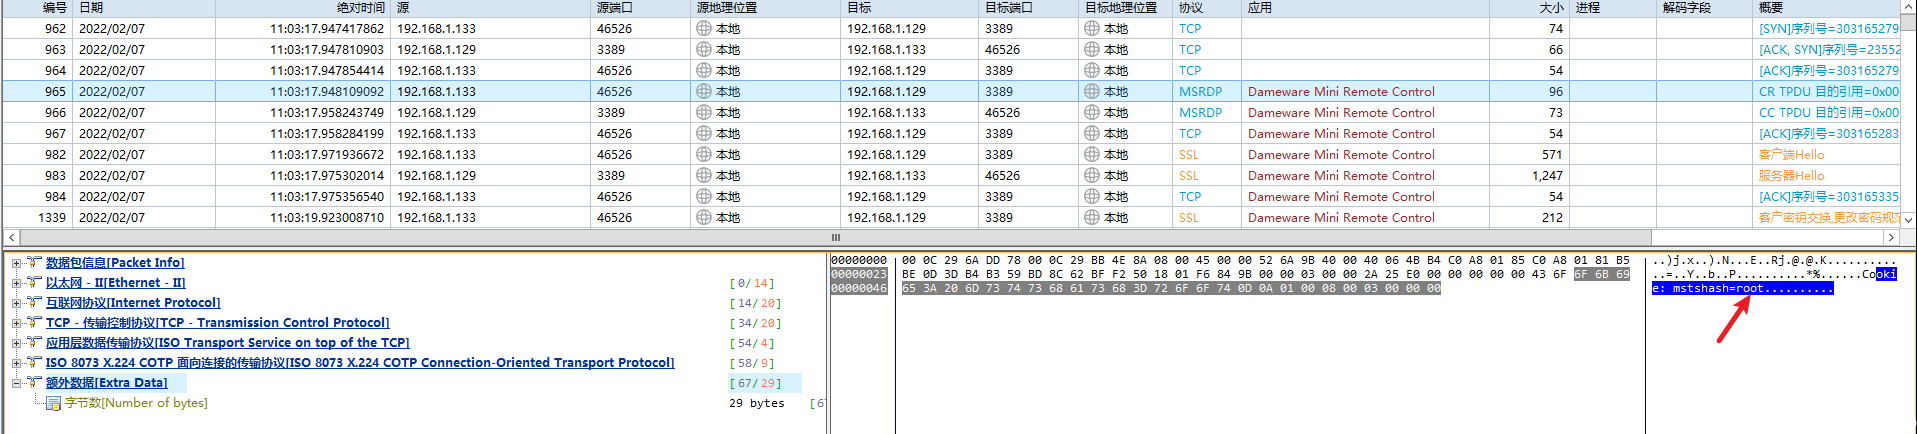 编号 日期 绝对时间 源 源端口 源地理位置 目标 目标端口 目标地理位置 协议 应用 大小 进程 解码字段 概要
962 2022/02/07 11:03:17.947417862 192.168.1.133 46526 本地 192.168.1.129 3389 本地 TCP 74 [SYN]序列号=303165279
963 2022/02/07 11:03:17.947810903 192.168.1.129 3389 本地 192.168.1.133 46526 本地 TCP 66 [ACK, SYN]序列号=23552
964 2022/02/07 11:03:17.947854414 192.168.1.133 46526 本地 192.168.1.129 3389 本地 TCP 54 [ACK]序列号=303165279
965 2022/02/07 11:03:17.948109092 192.168.1.133 46526 本地 192.168.1.129 3389 本地 MSRDP Dameware Mini Remote Control 96 CR TPDU 目的引用=0x00
966 2022/02/07 11:03:17.958243749 192.168.1.129 3389 本地 192.168.1.133 46526 本地 MSRDP Dameware Mini Remote Control 73 CC TPDU 目的引用=0x00
967 2022/02/07 11:03:17.958284199 192.168.1.133 46526 本地 192.168.1.129 3389 本地 TCP Dameware Mini Remote Control 54 [ACK]序列号=303165283
982 2022/02/07 11:03:17.971936672 192.168.1.133 46526 本地 192.168.1.129 3389 本地 SSL Dameware Mini Remote Control 571 客户端Hello
983 2022/02/07 11:03:17.975302014 192.168.1.129 3389 本地 192.168.1.133 46526 本地 SSL Dameware Mini Remote Control 1,247 服务器Hello
984 2022/02/07 11:03:17.975356540 192.168.1.133 46526 本地 192.168.1.129 3389 本地 TCP Dameware Mini Remote Control 54 [ACK]序列号=303165335
1339 2022/02/07 11:03:19.923008710 192.168.1.133 46526 本地 192.168.1.129 3389 本地 SSL Dameware Mini Remote Control 212 客户密钥交换,更改密码规范
数据包信息[Packet Info]
以太网 - II[Ethernet - II] [0/14]
互联网协议[Internet Protocol] [14/20]
TCP - 传输控制协议[TCP - Transmission Control Protocol] [34/20]
应用层数据传输协议[ISO Transport Service on top of the TCP] [54/4]
ISO 8073 X.224 COTP 面向连接的传输协议[ISO 8073 X.224 COTP Connection-Oriented Transport Protocol] [58/9]
额外数据[Extra Data] [67/29]
字节数[Number of bytes] 29 bytes [67
00000000 00 0C 29 6A DD 78 00 0C 29 BB 4E 8A 08 00 45 00 00 52 6A 9B 40 00 40 06 4B B4 C0 A8 01 85 C0 A8 01 81 B5 ..)j.x..).N...E..Rj.@.@.K..........
00000023 BE 0D 3D B4 B3 59 BD 8C 62 BF F2 50 18 01 F6 84 9B 00 00 03 00 00 2A 25 E0 00 00 00 00 00 43 6F 6F 6B 69 ..=..Y..b..P..........*%......Cooki
00000046 65 3A 20 6D 73 74 73 68 61 73 68 3D 72 6F 6F 74 0D 0A 01 00 08 00 03 00 00 00 e: mstshash=root..........